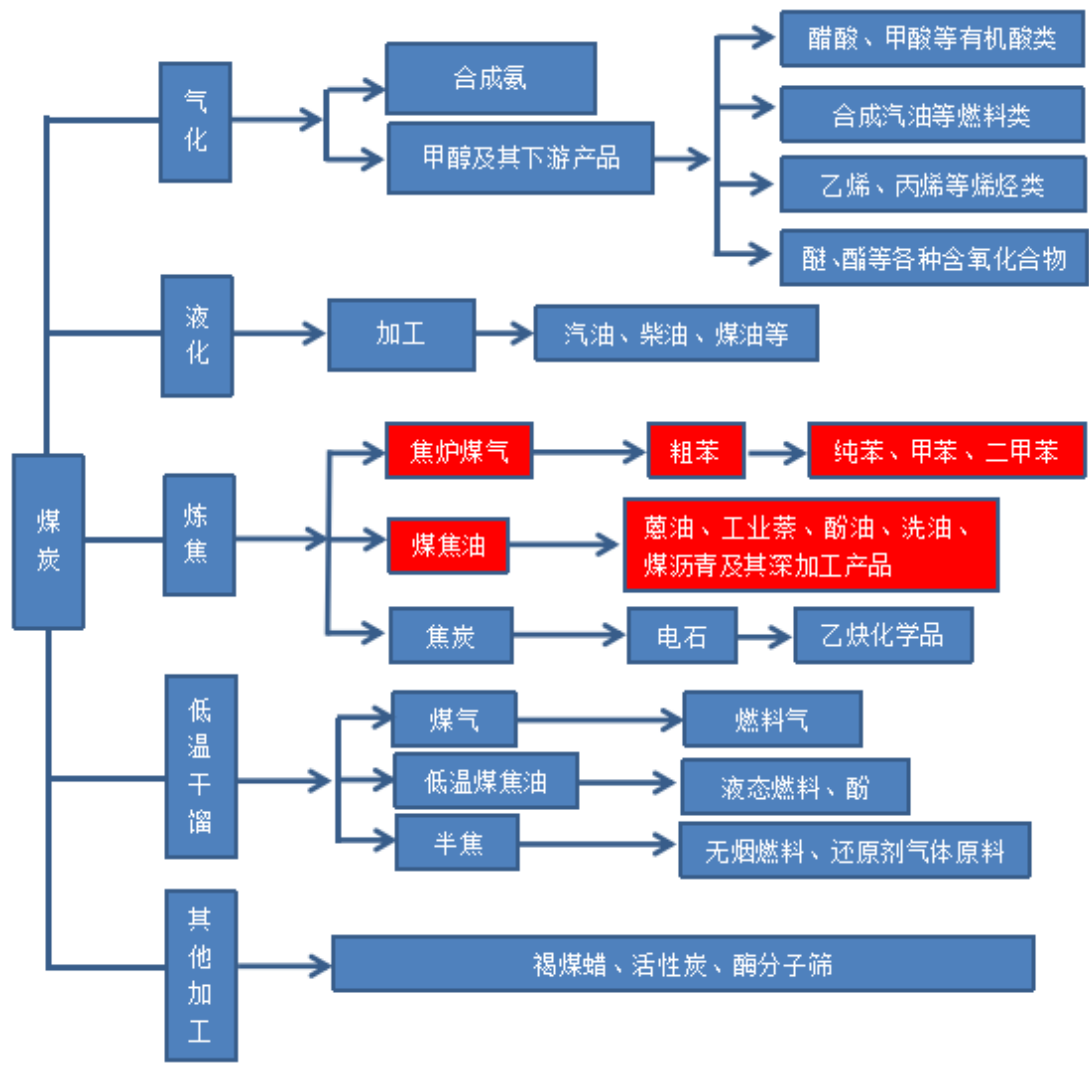 煤炭
气化
合成氨
甲醇及其下游产品
醋酸、甲酸等有机酸类
合成汽油等燃料类
乙烯、丙烯等烯烃类
醚、酯等各种含氧化合物
液化
加工
汽油、柴油、煤油等
炼焦
焦炉煤气
粗苯
纯苯、甲苯、二甲苯
煤焦油
蒽油、工业萘、酚油、洗油、
煤沥青及其深加工产品
焦炭
电石
乙炔化学品
低温干馏
煤气
燃料气
低温煤焦油
液态燃料、酚
半焦
无烟燃料、还原剂气体原料
其他加工
褐煤蜡、活性炭、酶分子筛